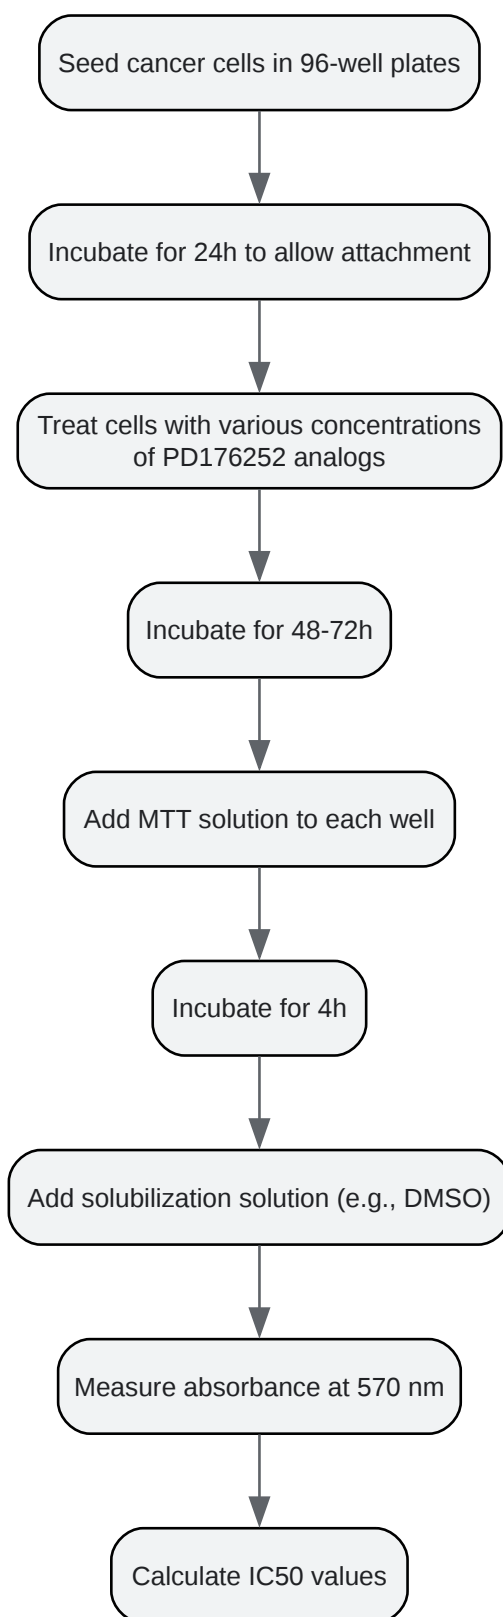 Seed cancer cells in 96-well plates
Incubate for 24h to allow attachment
Treat cells with various concentrations
of PD176252 analogs
Incubate for 48-72h
Add MTT solution to each well
Incubate for 4h
Add solubilization solution (e.g., DMSO)
Measure absorbance at 570 nm
Calculate IC50 values